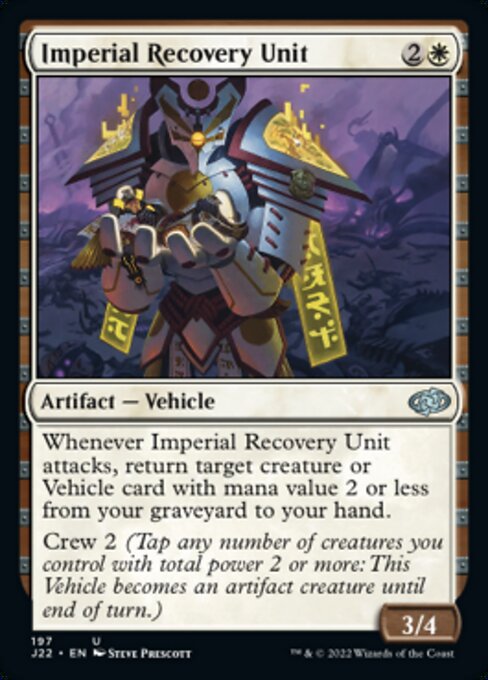 Imperial Recovery Unit 2
Artifact — Vehicle
Whenever Imperial Recovery Unit
attacks, return target creature or
Vehicle card with mana value 2 or less
from your graveyard to your hand.
Crew 2 (Tap any number of creatures you
control with total power 2 or more: This
Vehicle becomes an artifact creature until
end of turn.)
3/4
197 U
J22 • EN Steve Prescott
™ & © 2022 Wizards of the Coast